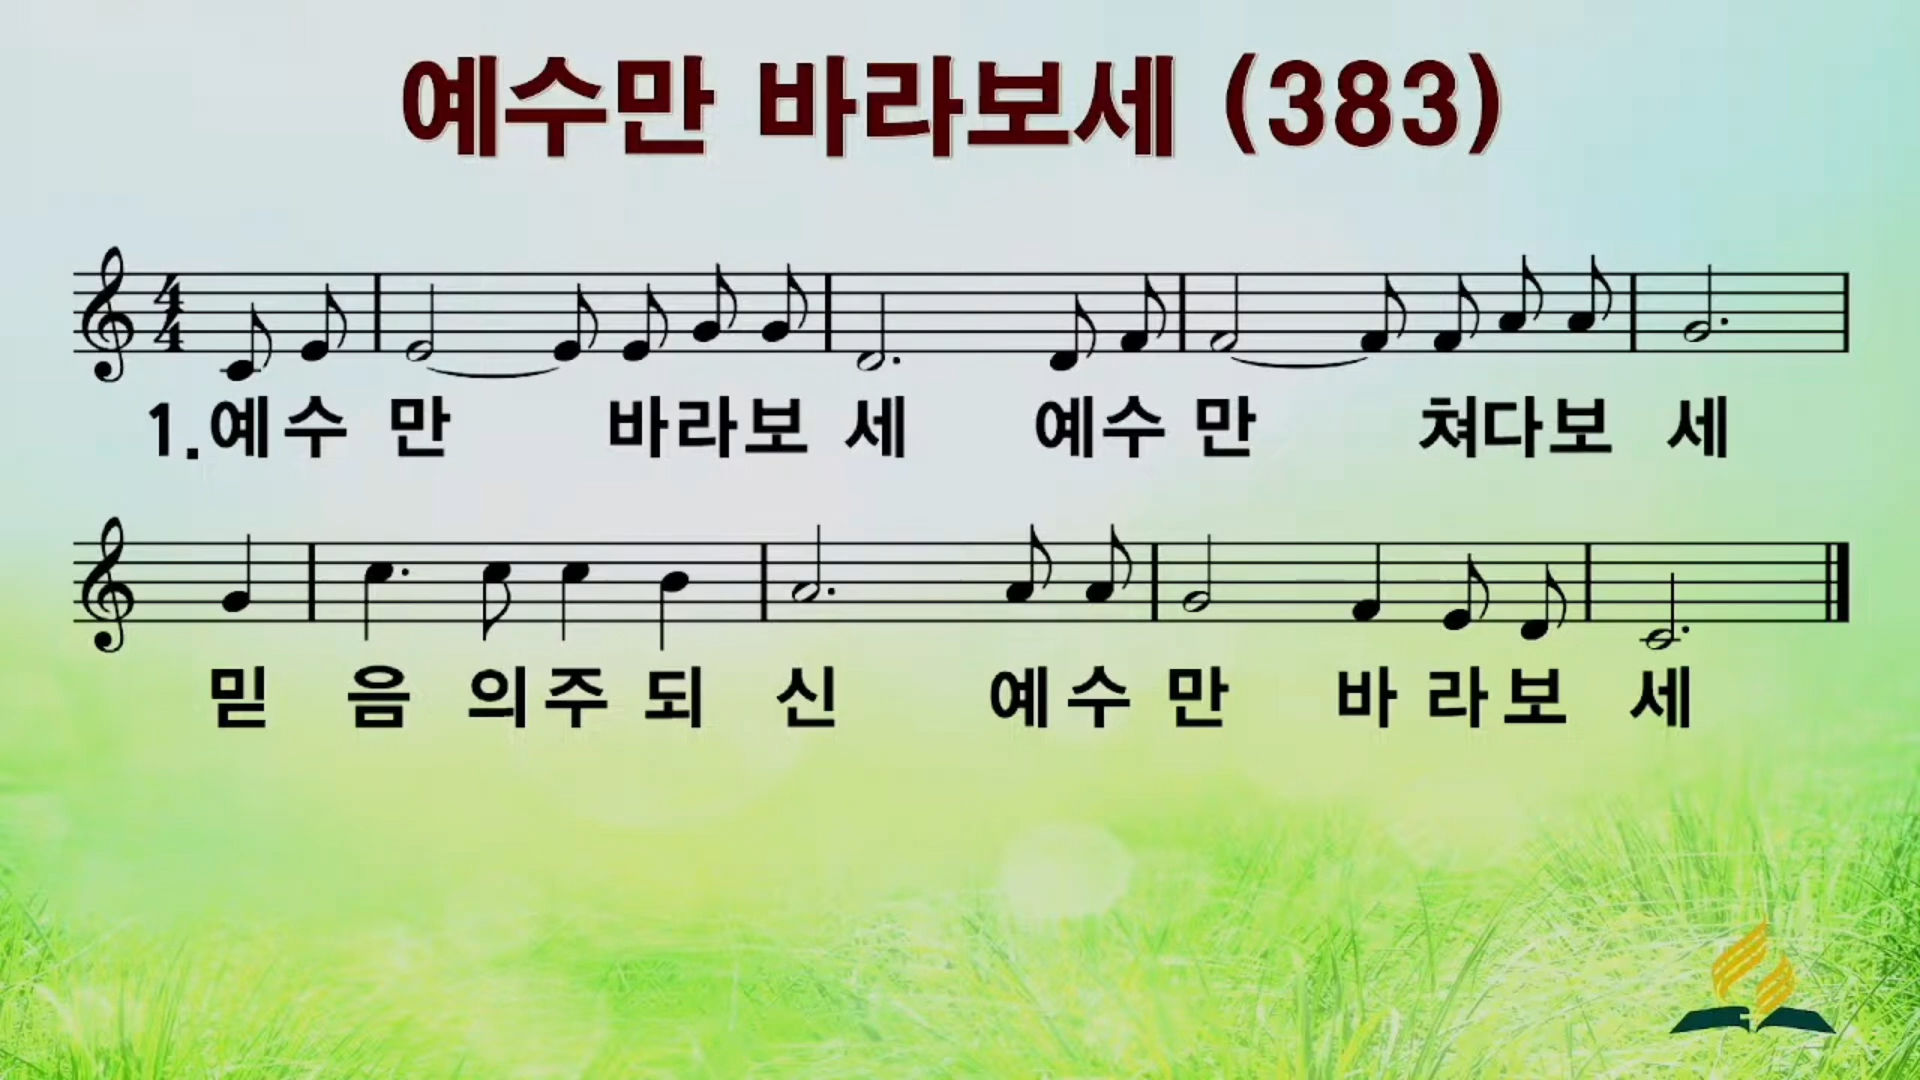 예수만 바라보세 (383)
1. 예수 만 바라보 세 예수 만 쳐다보 세
믿 음 의주 되 신 예수 만 바 라보 세